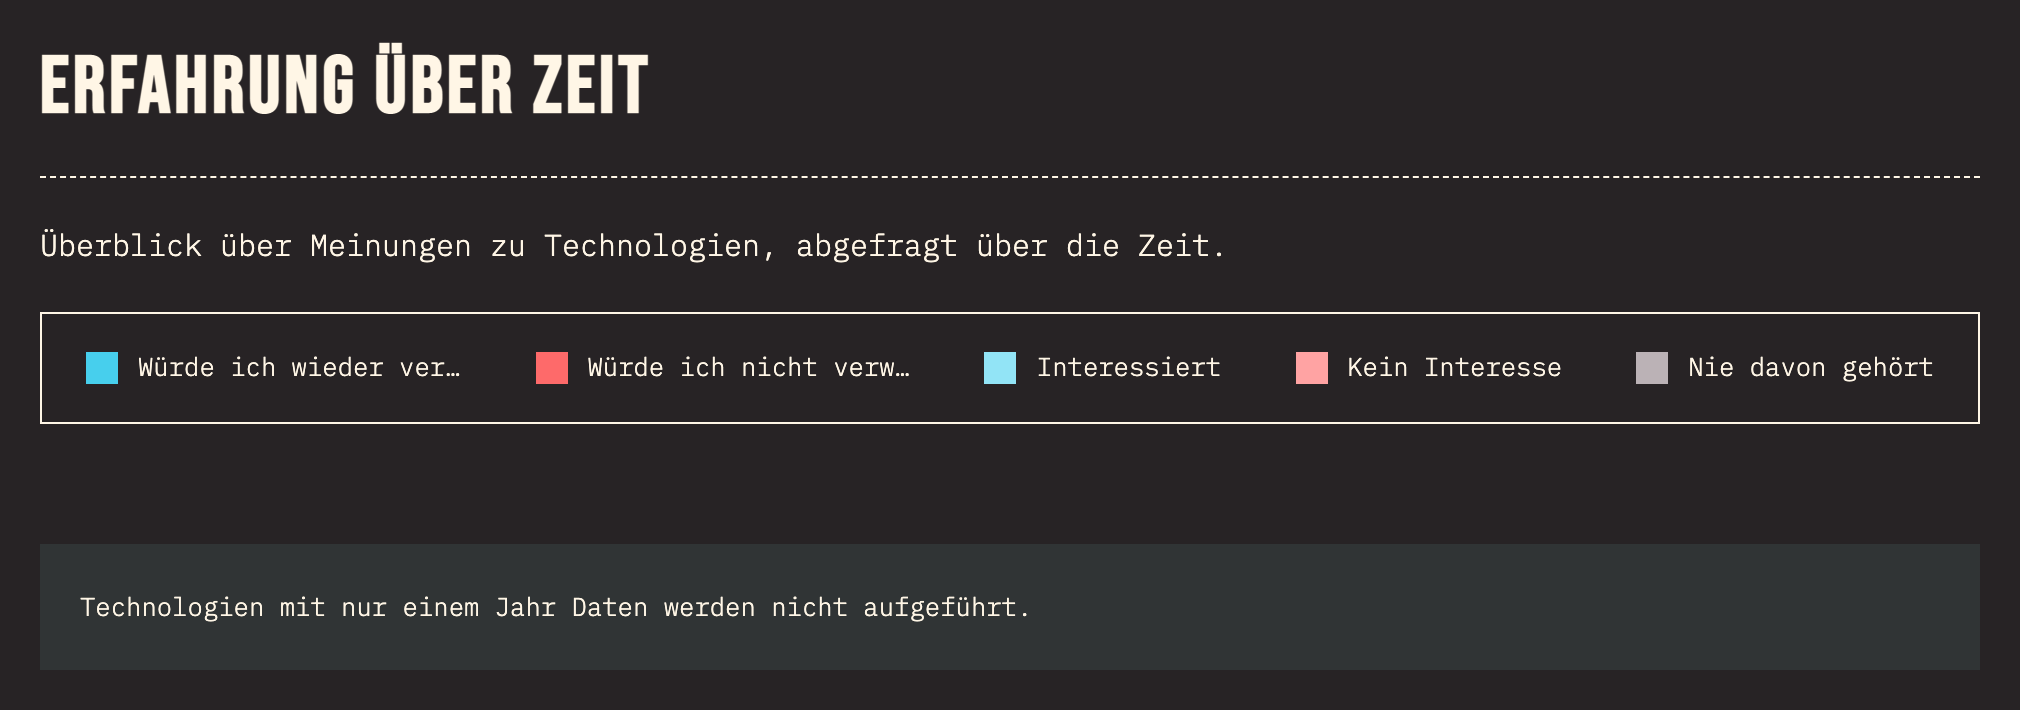 ERFAHRUNG ÜBER ZEIT
Überblick über Meinungen zu Technologien, abgefragt über die Zeit.
Würde ich wieder ver… Würde ich nicht verw… Interessiert Kein Interesse Nie davon gehört
Technologien mit nur einem Jahr Daten werden nicht aufgeführt.